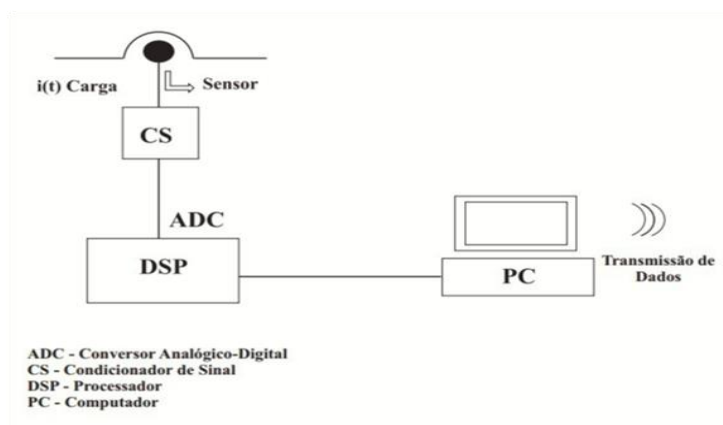 i(t) Carga
Sensor
CS
ADC
DSP
PC
Transmissão de
Dados
ADC - Conversor Analógico-Digital
CS - Condicionador de Sinal
DSP - Processador
PC - Computador